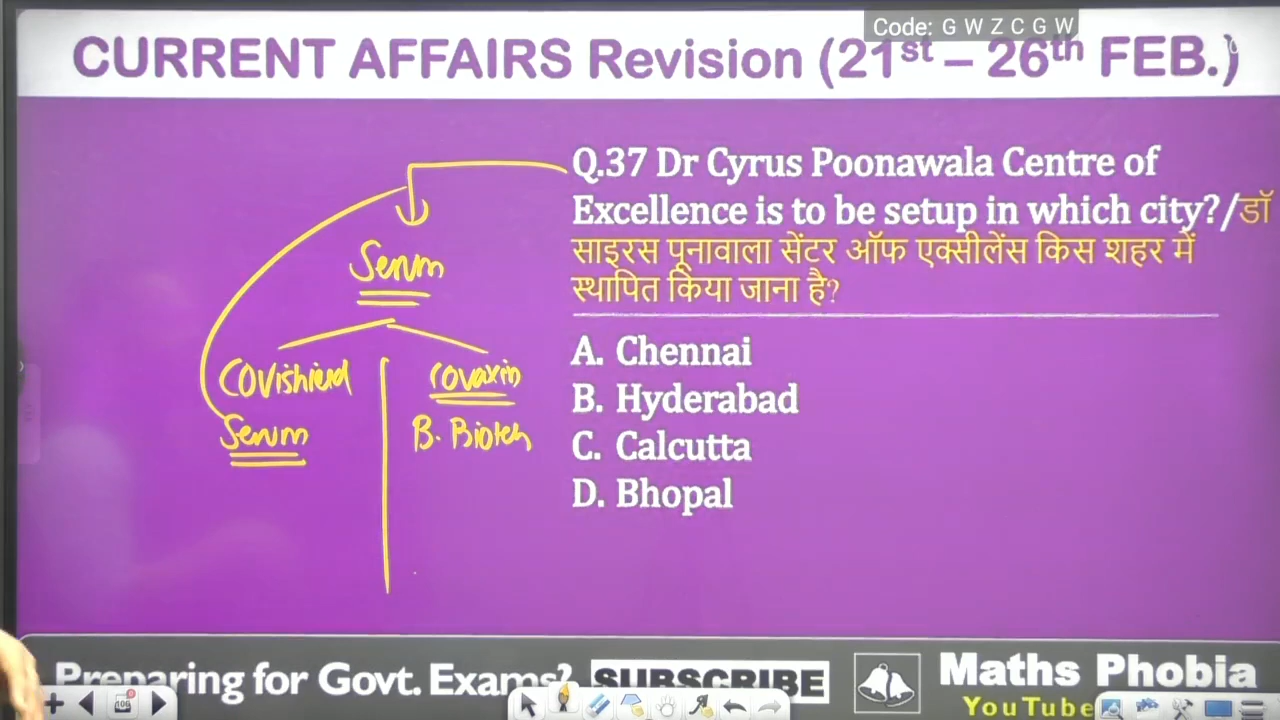 Code: G W Z C G W
CURRENT AFFAIRS Revision (21st – 26th FEB.)
Q.37 Dr Cyrus Poonawala Centre of
Excellence is to be setup in which city?/डॉ
साइरस पूनावाला सेंटर ऑफ एक्सीलेंस किस शहर में
स्थापित किया जाना है?
A. Chennai
B. Hyderabad
C. Calcutta
D. Bhopal
Serum
Covishield
Serum
Covaxin
B. Biotech
Preparing for Govt. Exams? SUBSCRIBE
Maths Phobia
YouTube